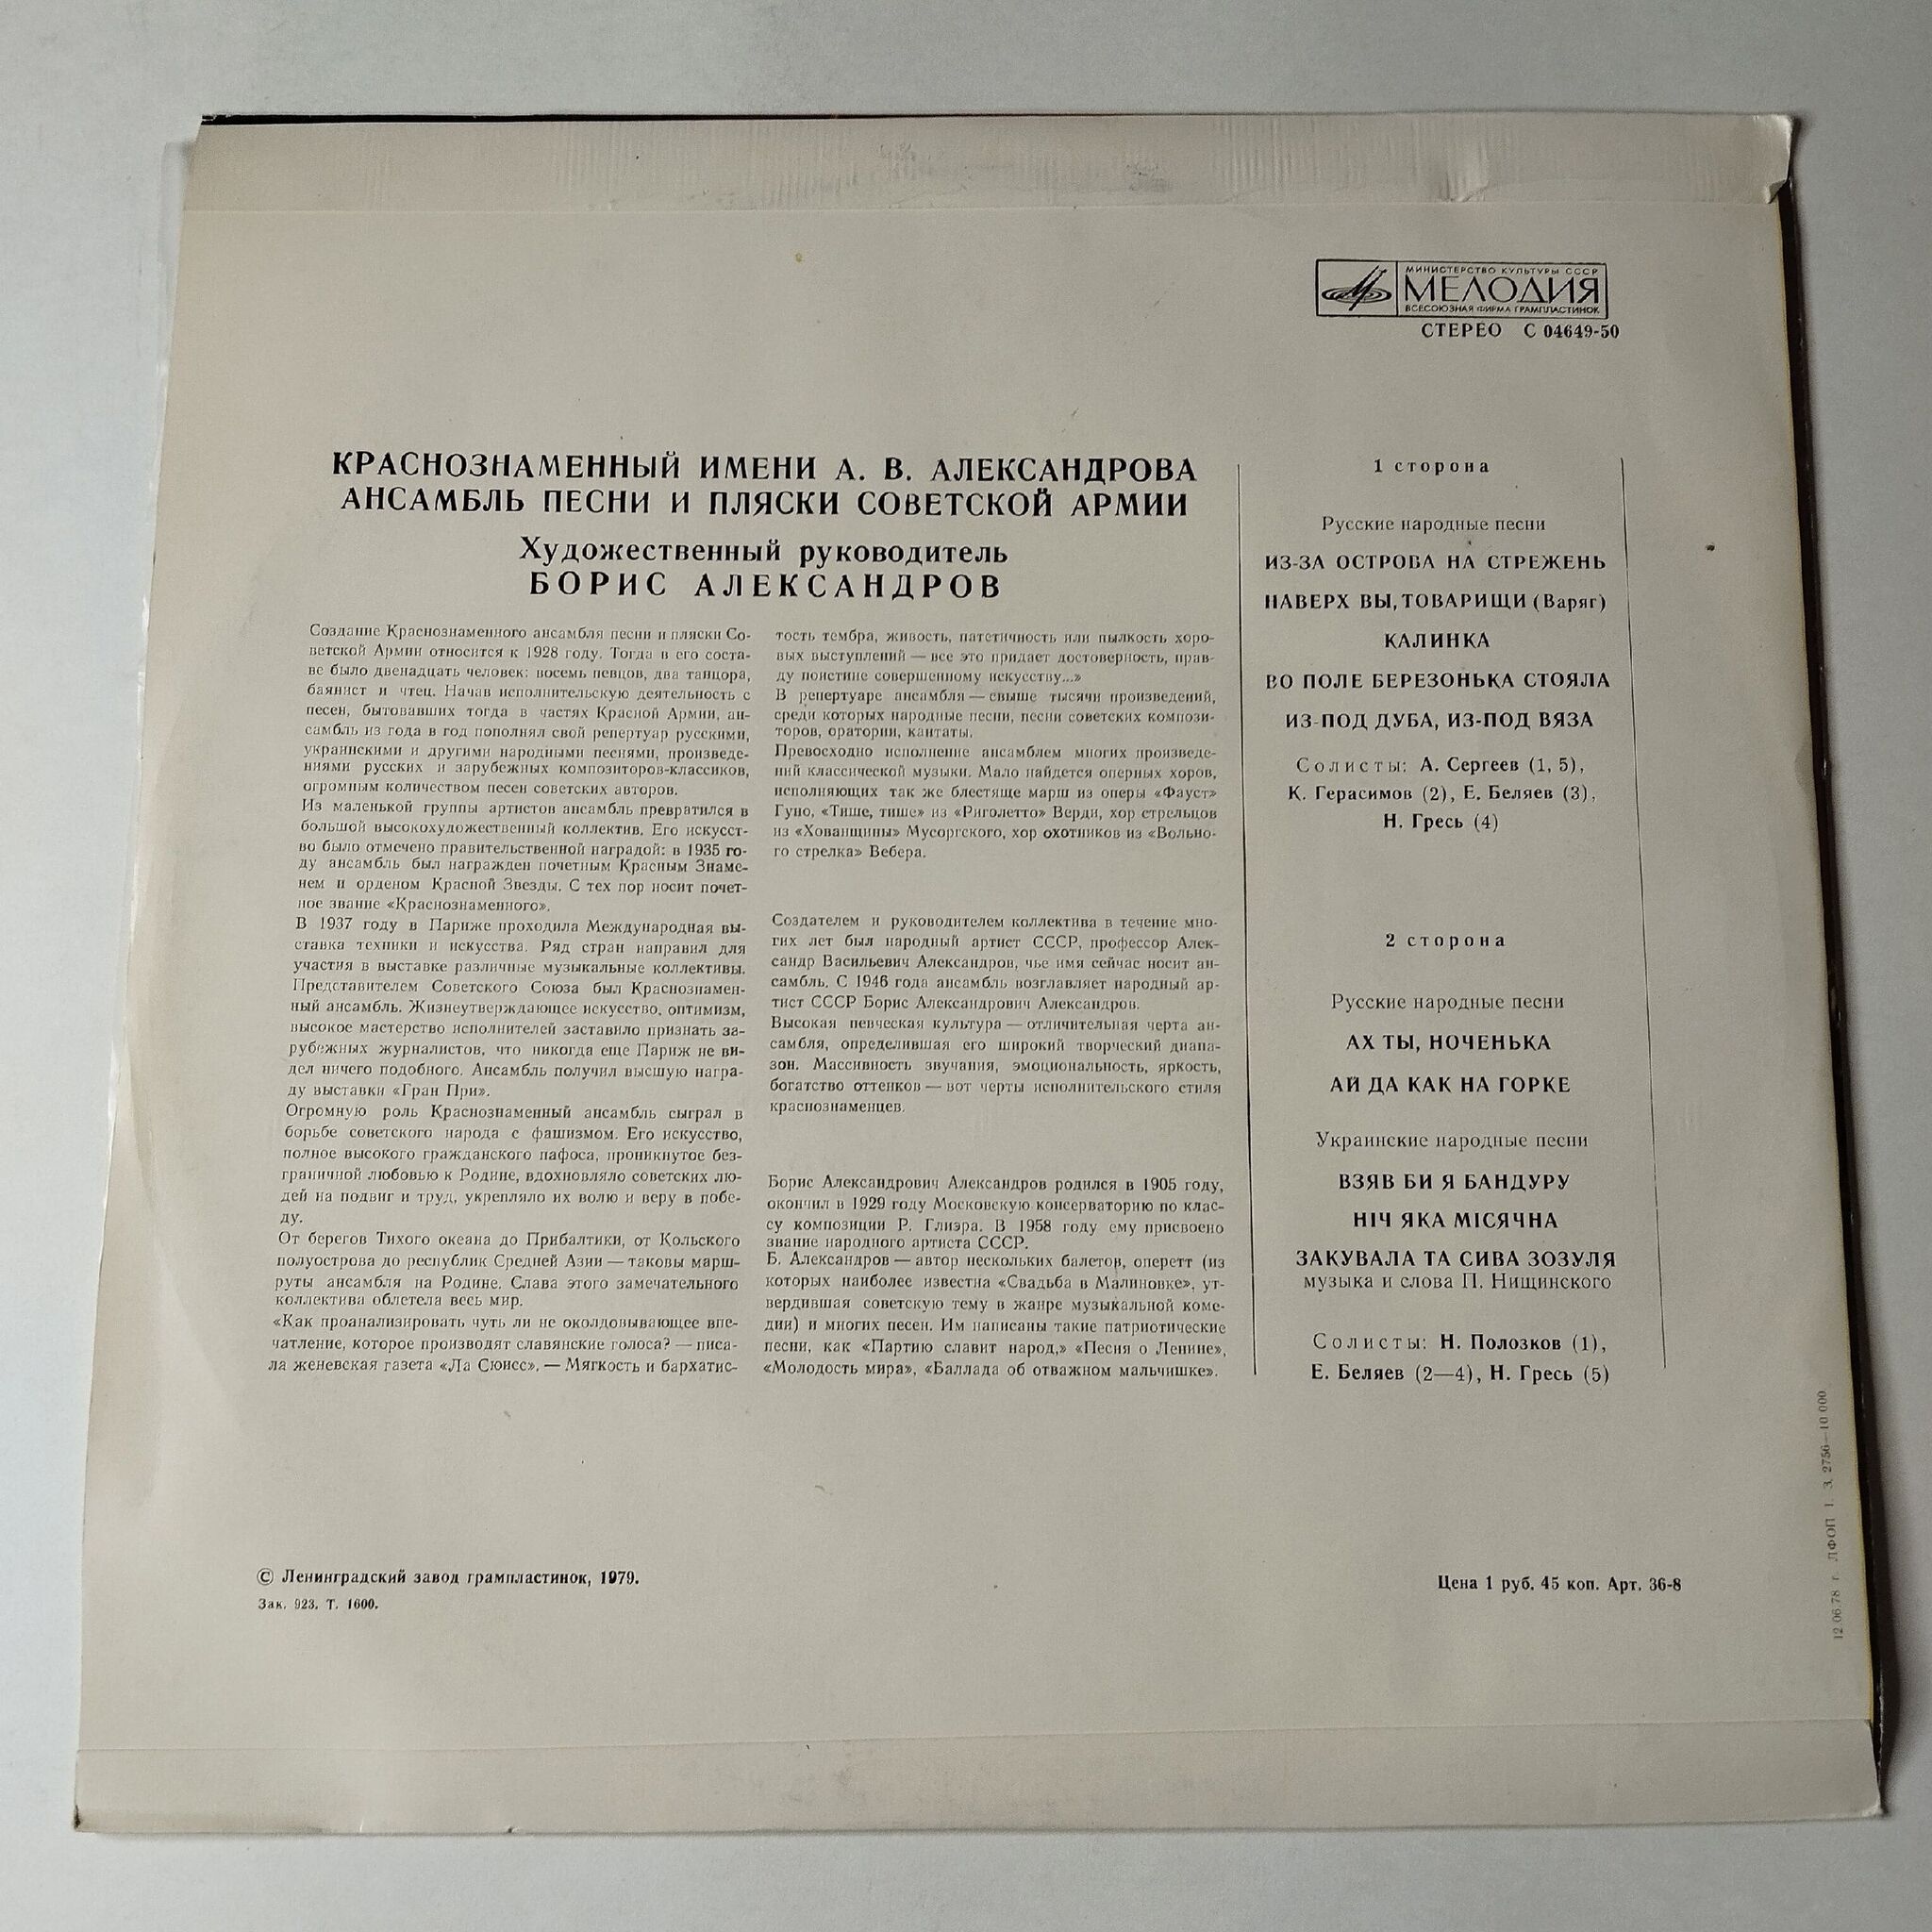 МИНИСТЕРСТВО КУЛЬТУРЫ СССР
МЕЛОДИЯ
ВСЕСОЮЗНАЯ ФИРМА ГРАМПЛАСТИНОК
СТЕРЕО С 04649-50
КРАСНОЗНАМЕННЫЙ ИМЕНИ А. В. АЛЕКСАНДРОВА
АНСАМБЛЬ ПЕСНИ И ПЛЯСКИ СОВЕТСКОЙ АРМИИ
Художественный руководитель
БОРИС АЛЕКСАНДРОВ
Создание Краснознаменного ансамбля песни и пляски Со-
ветской Армии относится к 1928 году. Тогда в его соста-
ве было двенадцать человек: восемь певцов, два танцора,
баянист и чтец. Начав исполнительскую деятельность с
песен, бытовавших тогда в частях Красной Армии, ан-
самбль из года в год пополнял свой репертуар русскими,
украинскими и другими народными песнями, произведе-
ниями русских и зарубежных композиторов-классиков,
огромным количеством песен советских авторов.
Из маленькой группы артистов ансамбль превратился в
большой высокохудожественный коллектив. Его искусст-
во было отмечено правительственной наградой: в 1935 го-
ду ансамбль был награжден почетным Красным Знаме-
нем и орденом Красной Звезды. С тех пор носит почет-
ное звание «Краснознаменного».
В 1937 году в Париже проходила Международная вы-
ставка техники и искусства. Ряд стран направил для
участия в выставке различные музыкальные коллективы.
Представителем Советского Союза был Краснознамен-
ный ансамбль. Жизнеутверждающее искусство, оптимизм,
высокое мастерство исполнителей заставило признать за-
рубежных журналистов, что никогда еще Париж не ви-
дел ничего подобного. Ансамбль получил высшую награ-
ду выставки «Гран При».
Огромную роль Краснознаменный ансамбль сыграл в
борьбе советского народа с фашизмом. Его искусство,
полное высокого гражданского пафоса, проникнутое без-
граничной любовью к Родине, вдохновляло советских лю-
дей на подвиг и труд, укрепляло их волю и веру в побе-
ду.
От берегов Тихого океана до Прибалтики, от Кольского
полуострова до республик Средней Азии — таковы марш-
руты ансамбля на Родине. Слава этого замечательного
коллектива облетела весь мир.
«Как проанализировать чуть ли не околдовывающее впе-
чатление, которое производят славянские голоса? — писа-
ла женевская газета «Ла Сюисс». — Мягкость и бархатис-
тость тембра, живость, патетичность или пылкость хоро-
вых выступлений — все это придает достоверность, прав-
ду поистине совершенному искусству...»
В репертуаре ансамбля — свыше тысячи произведений,
среди которых народные песни, песни советских компози-
торов, оратории, кантаты.
Превосходно исполнение ансамблем многих произведе-
ний классической музыки. Мало найдется оперных хоров,
исполняющих так же блестяще марш из оперы «Фауст»
Гуно, «Тише, тише» из «Риголетто» Верди, хор стрельцов
из «Хованщины» Мусоргского, хор охотников из «Вольно-
го стрелка» Вебера.
Создателем и руководителем коллектива в течение мно-
гих лет был народный артист СССР, профессор Алек-
сандр Васильевич Александров, чье имя сейчас носит ан-
самбль. С 1946 года ансамбль возглавляет народный ар-
тист СССР Борис Александрович Александров.
Высокая певческая культура — отличительная черта ан-
самбля, определившая его широкий творческий диапа-
зон. Массивность звучания, эмоциональность, яркость,
богатство оттенков — вот черты исполнительского стиля
краснознаменцев.
Борис Александрович Александров родился в 1905 году,
окончил в 1929 году Московскую консерваторию по клас-
су композиции Р. Глиэра. В 1958 году ему присвоено
звание народного артиста СССР.
Б. Александров — автор нескольких балетов, оперетт (из
которых наиболее известна «Свадьба в Малиновке», ут-
вердившая советскую тему в жанре музыкальной коме-
дии) и многих песен. Им написаны такие патриотические
песни, как «Партию славит народ,» «Песня о Ленине»,
«Молодость мира», «Баллада об отважном мальчишке».
1 сторона
Русские народные песни
ИЗ-ЗА ОСТРОВА НА СТРЕЖЕНЬ
НАВЕРХ ВЫ, ТОВАРИЩИ (Варяг)
КАЛИНКА
ВО ПОЛЕ БЕРЕЗОНЬКА СТОЯЛА
ИЗ-ПОД ДУБА, ИЗ-ПОД ВЯЗА
Солисты: А. Сергеев (1, 5),
К. Герасимов (2), Е. Беляев (3),
Н. Гресь (4)
2 сторона
Русские народные песни
АХ ТЫ, НОЧЕНЬКА
АЙ ДА КАК НА ГОРКЕ
Украинские народные песни
ВЗЯВ БИ Я БАНДУРУ
НІЧ ЯКА МІСЯЧНА
ЗАКУВАЛА ТА СИВА ЗОЗУЛЯ
музыка и слова П. Нищинского
Солисты: Н. Полозков (1),
Е. Беляев (2—4), Н. Гресь (5)
© Ленинградский завод грампластинок, 1979.
Зак. 923. Т. 1600.
Цена 1 руб. 45 коп. Арт. 36-8
12.06.78 г. ЛФОП 1. З. 2756—10 000